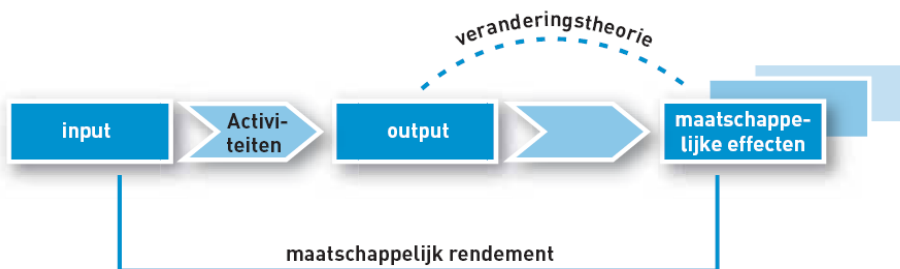 veranderingstheorie
input
Activi-
teiten
output
maatschappe-
lijke effecten
maatschappelijk rendement